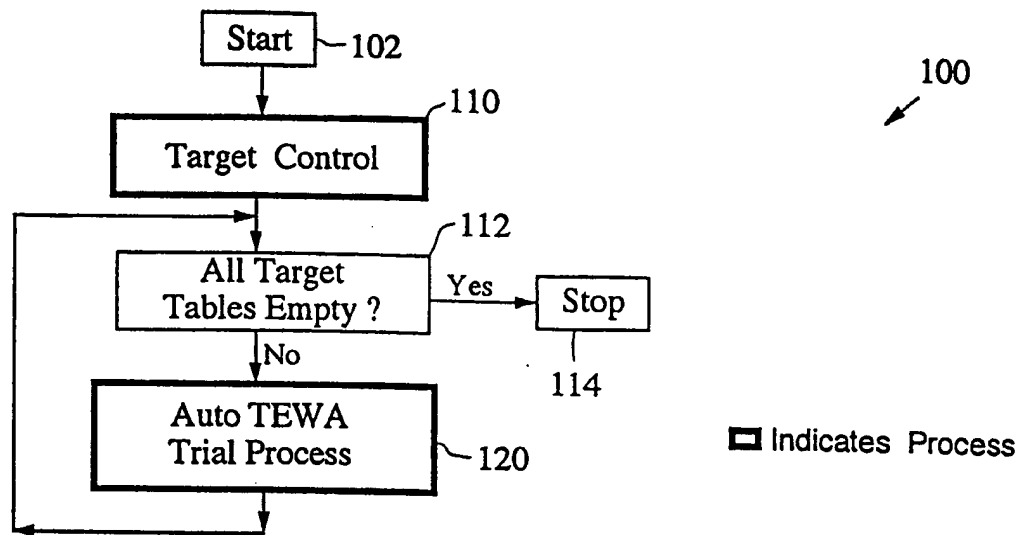 Start
102
100
110
Target Control
112
All Target
Tables Empty ?
Yes
Stop
114
No
Auto TEWA
Trial Process
120
Indicates Process